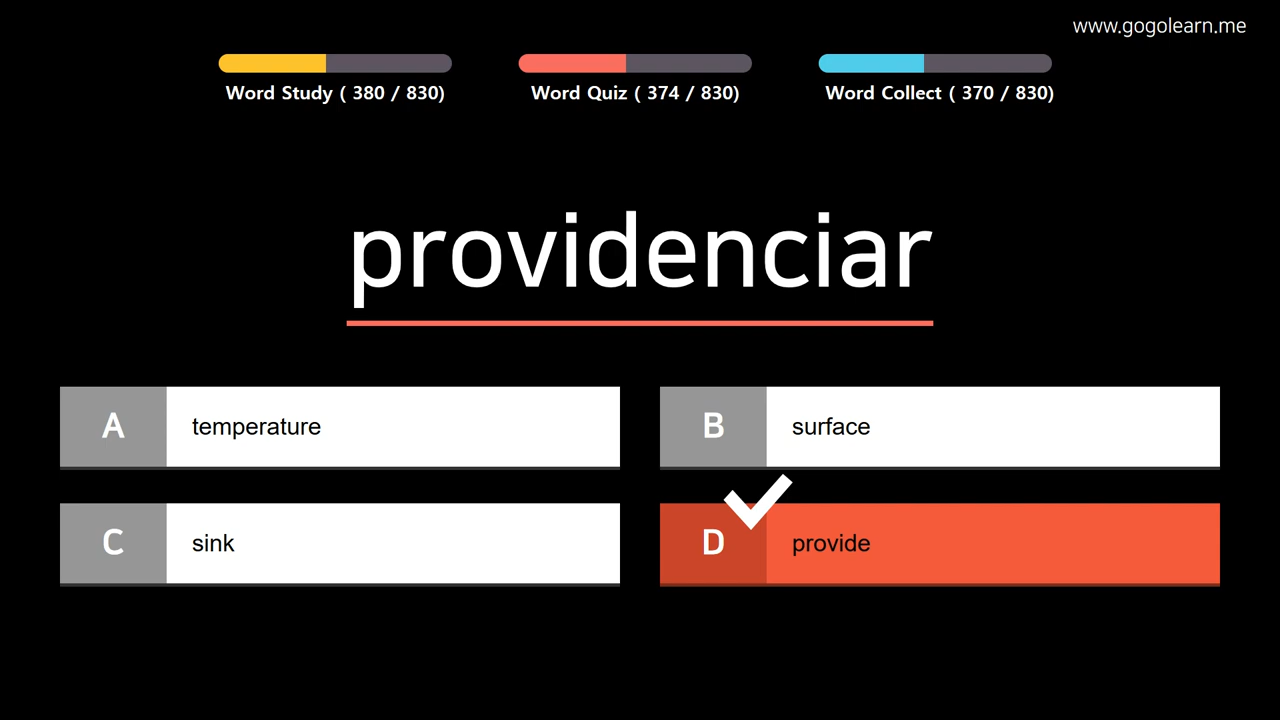 www.gogolearn.me
Word Study ( 380 / 830)
Word Quiz ( 374 / 830)
Word Collect ( 370 / 830)
providenciar
A temperature
B surface
C sink
D provide